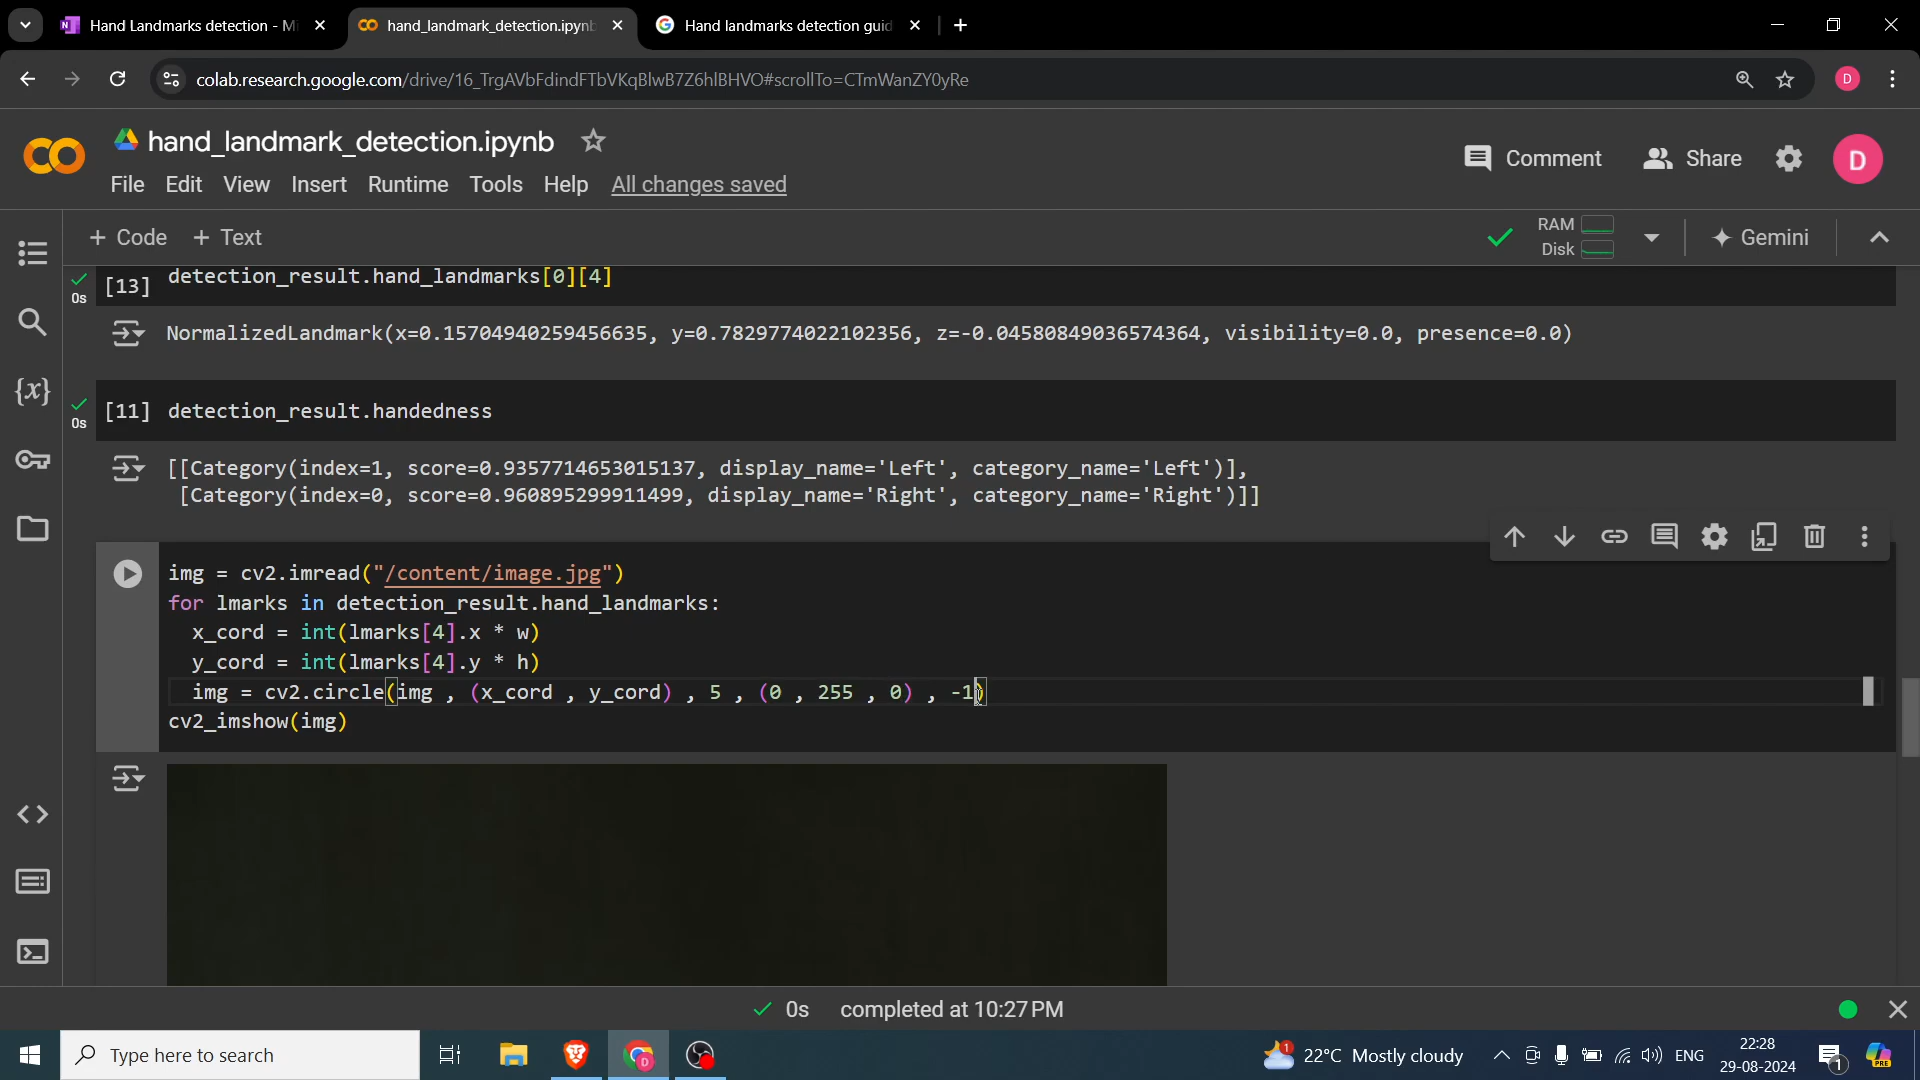 Hand Landmarks detection - Mi
hand_landmark_detection.ipynb
Hand landmarks detection guid
colab.research.google.com/drive/16_TrgAVbFdindFTbVKqBlwB7Z6hlBHVO#scrollTo=CTmWanZY0yRe
D
hand_landmark_detection.ipynb
Comment
Share
D
File Edit View Insert Runtime Tools Help All changes saved
+ Code + Text
RAM
Disk
Gemini
[13] detection_result.hand_landmarks[0][4]
0s
NormalizedLandmark(x=0.15704940259456635, y=0.7829774022102356, z=-0.04580849036574364, visibility=0.0, presence=0.0)
[11] detection_result.handedness
0s
[[Category(index=1, score=0.9357714653015137, display_name='Left', category_name='Left')],
[Category(index=0, score=0.960895299911499, display_name='Right', category_name='Right')]]
img = cv2.imread("/content/image.jpg")
for lmarks in detection_result.hand_landmarks:
x_cord = int(lmarks[4].x * w)
y_cord = int(lmarks[4].y * h)
img = cv2.circle(img , (x_cord , y_cord) , 5 , (0 , 255 , 0) , -1)
cv2_imshow(img)
0s completed at 10:27 PM
Type here to search
1
22°C Mostly cloudy
ENG
22:28
29-08-2024
1
PRE